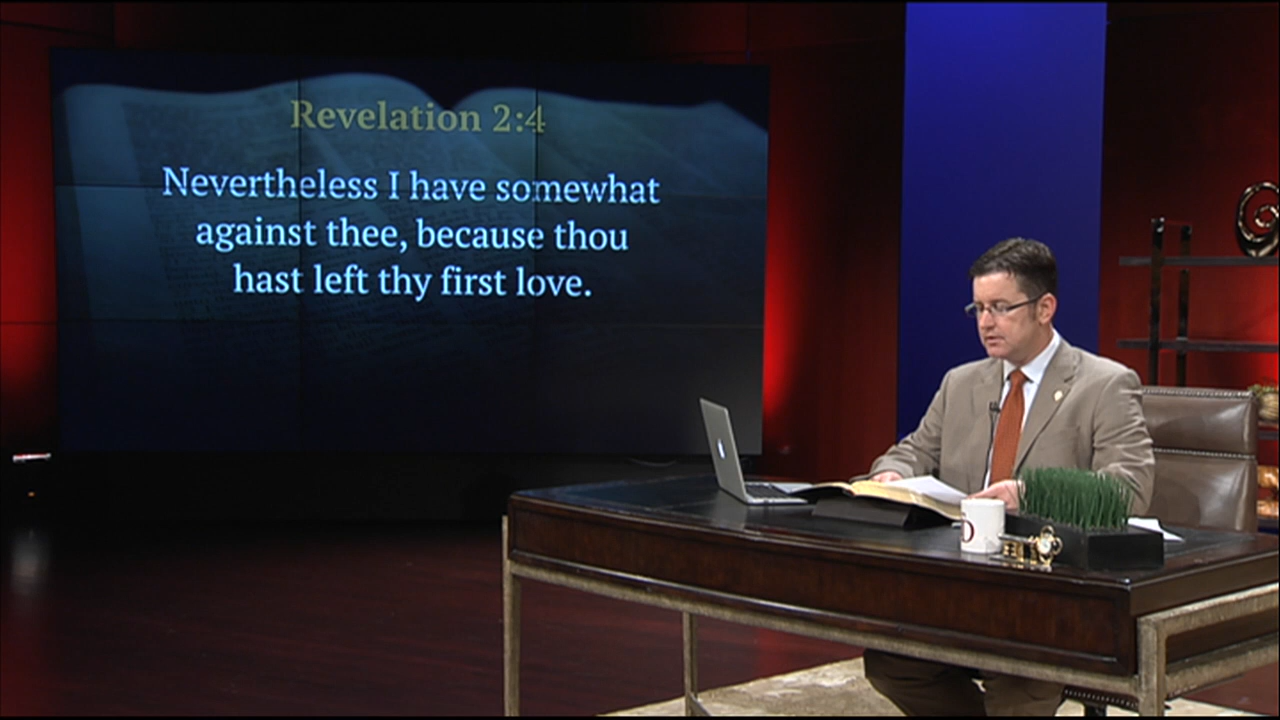 Revelation 2:4
Nevertheless I have somewhat
against thee, because thou
hast left thy first love.